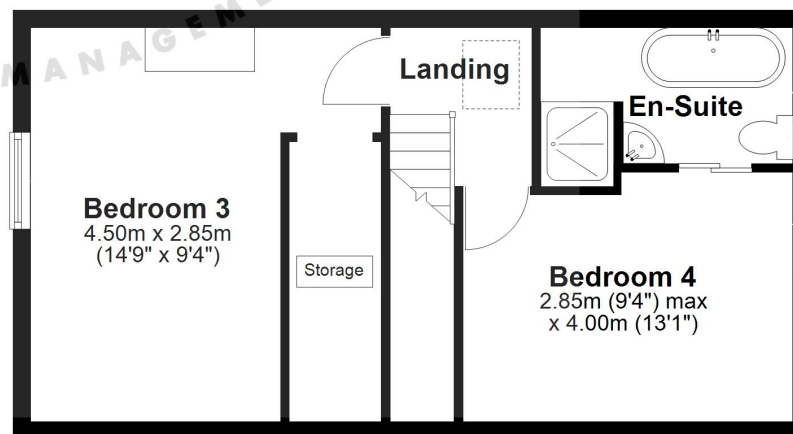 MANAGEME
Landing
En-Suite
Bedroom 3
4.50m x 2.85m
(14'9" x 9'4")
Storage
Bedroom 4
2.85m (9'4") max
x 4.00m (13'1")